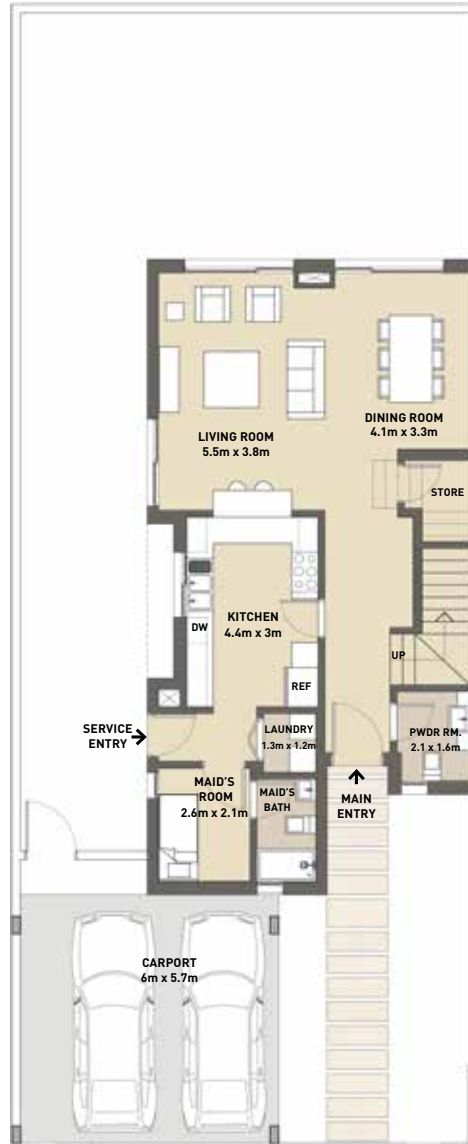 LIVING ROOM
5.5m x 3.8m
DINING ROOM
4.1m x 3.3m
STORE
KITCHEN
4.4m x 3m
DW
REF
UP
SERVICE
ENTRY
LAUNDRY
1.3m x 1.2m
PWDR RM.
2.1 x 1.6m
MAID'S
ROOM
2.6m x 2.1m
MAID'S
BATH
MAIN
ENTRY
CARPORT
6m x 5.7m